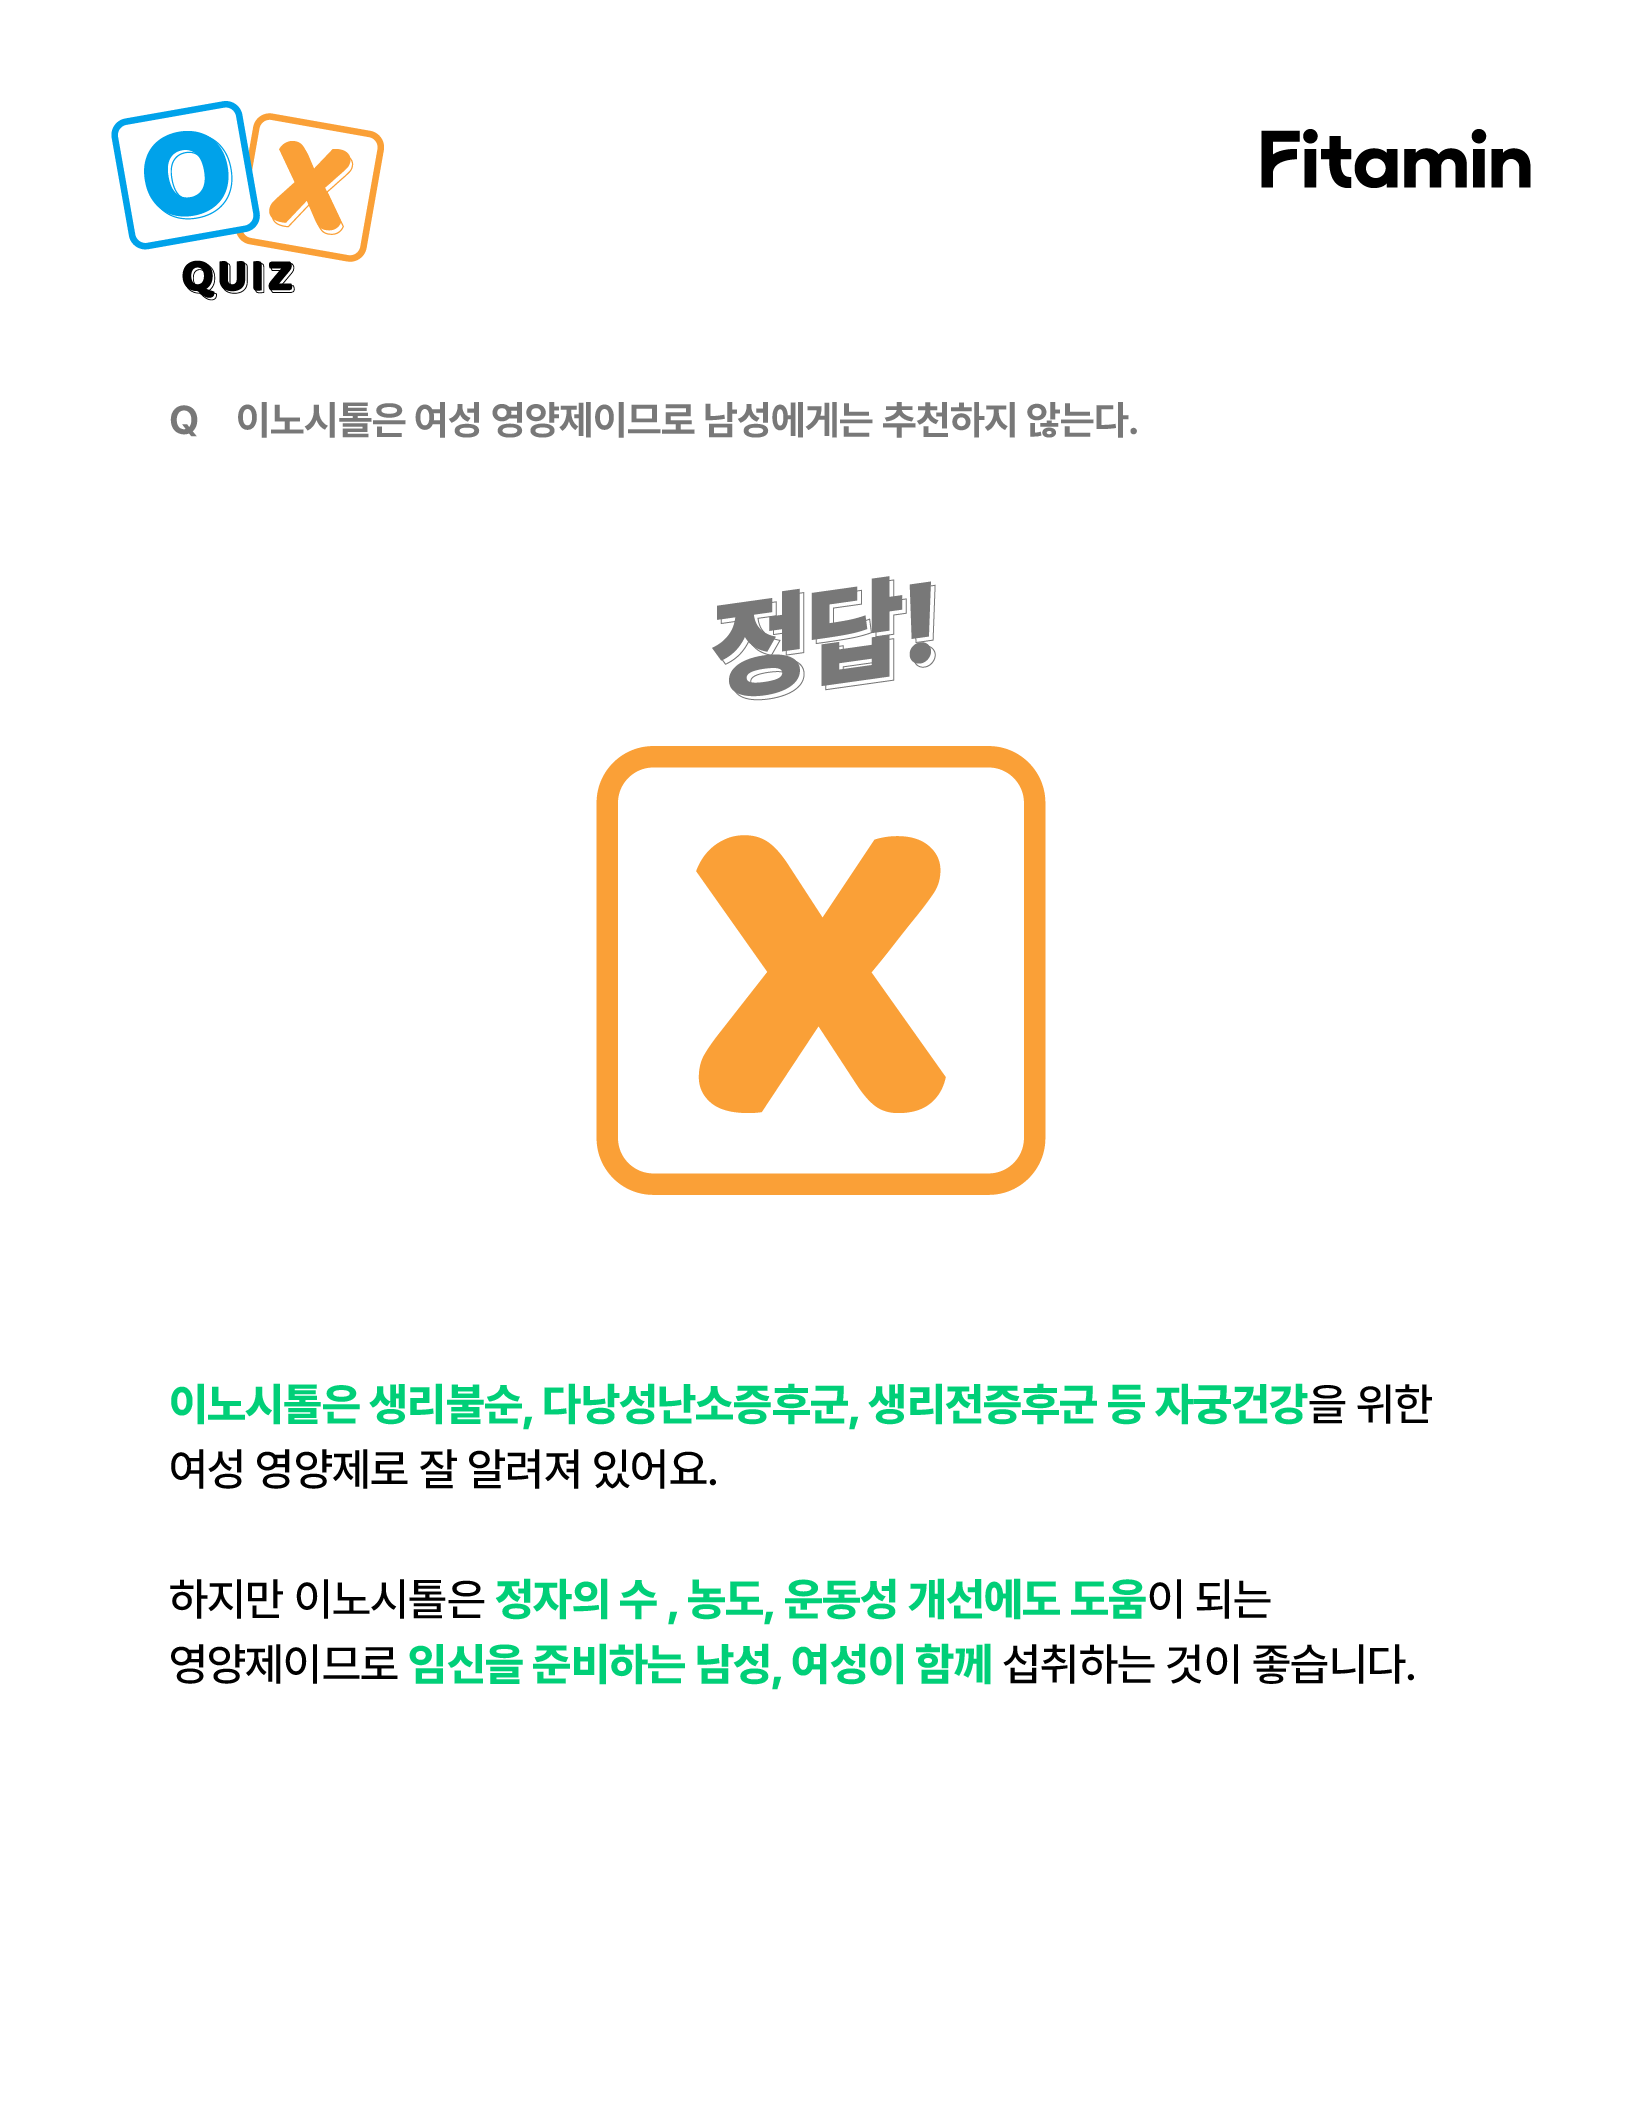 O X
QUIZ
Fitamin
Q 이노시톨은 여성 영양제이므로 남성에게는 추천하지 않는다.
정답!
X
이노시톨은 생리불순, 다낭성난소증후군, 생리전증후군 등 자궁건강을 위한
여성 영양제로 잘 알려져 있어요.
하지만 이노시톨은 정자의 수 , 농도, 운동성 개선에도 도움이 되는
영양제이므로 임신을 준비하는 남성, 여성이 함께 섭취하는 것이 좋습니다.